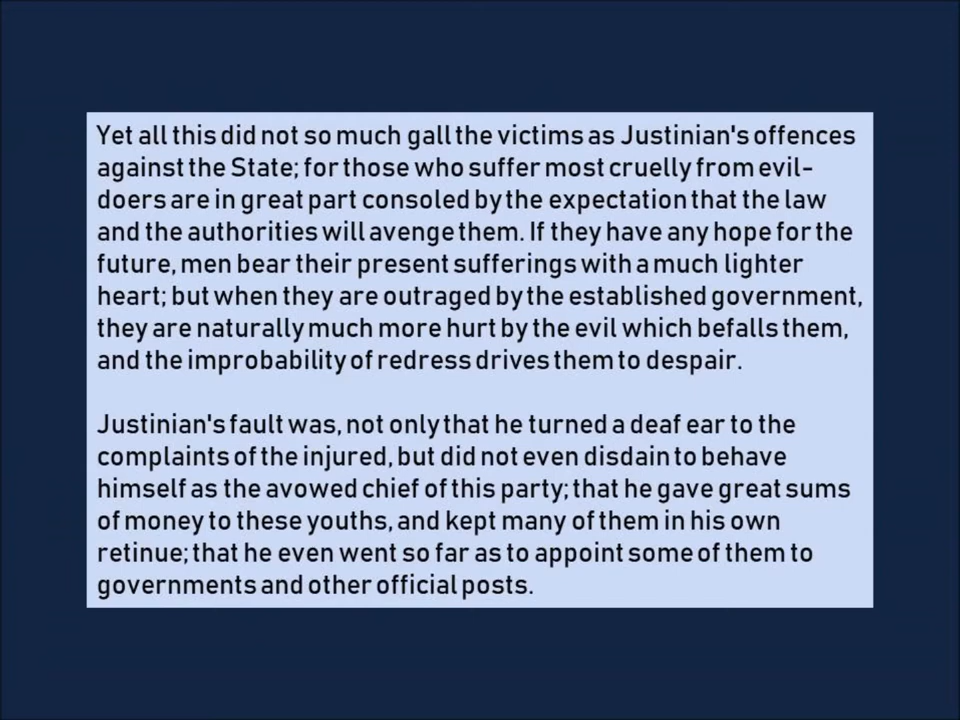 Yet all this did not so much gall the victims as Justinian's offences
against the State; for those who suffer most cruelly from evil-
doers are in great part consoled by the expectation that the law
and the authorities will avenge them. If they have any hope for the
future, men bear their present sufferings with a much lighter
heart; but when they are outraged by the established government,
they are naturally much more hurt by the evil which befalls them,
and the improbability of redress drives them to despair.
Justinian's fault was, not only that he turned a deaf ear to the
complaints of the injured, but did not even disdain to behave
himself as the avowed chief of this party; that he gave great sums
of money to these youths, and kept many of them in his own
retinue; that he even went so far as to appoint some of them to
governments and other official posts.